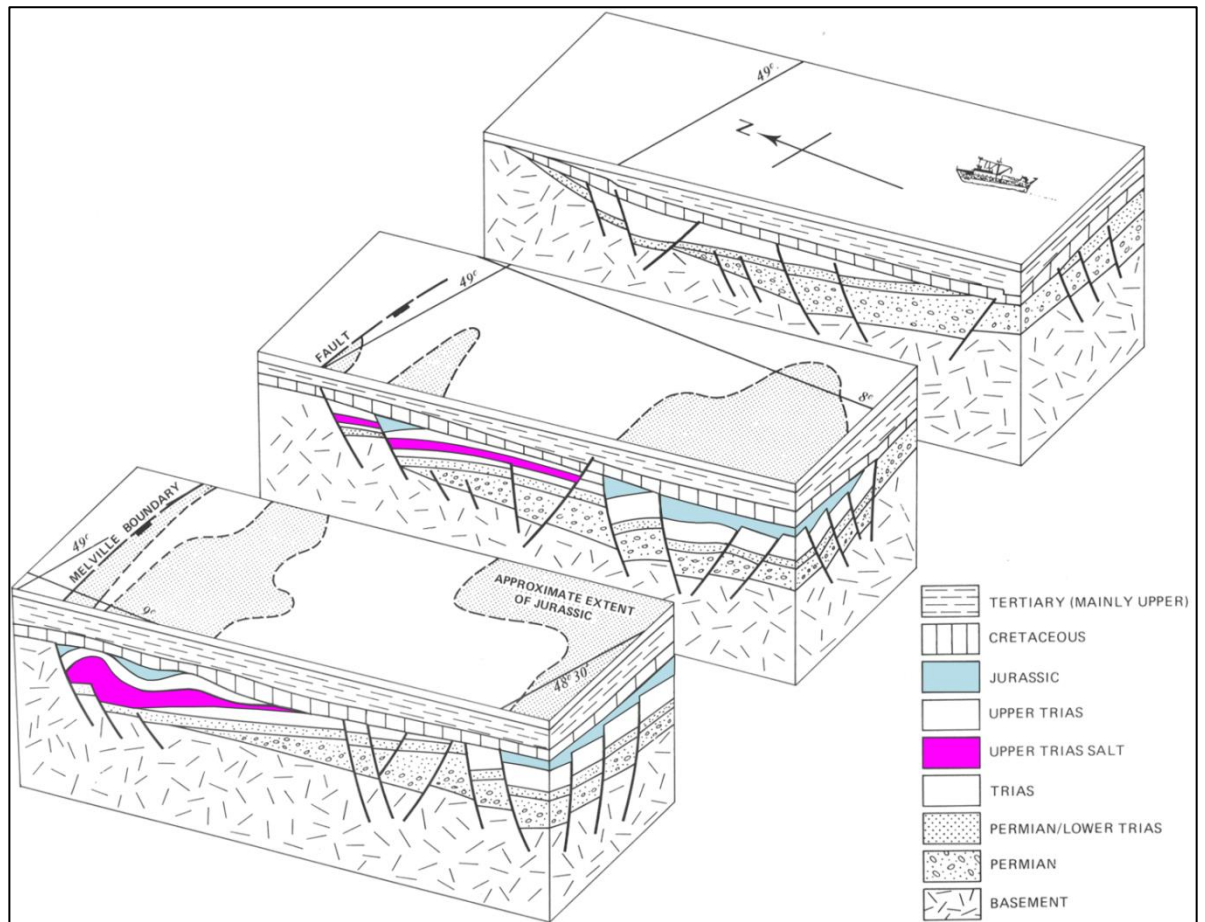 49°
N
FAULT
49°
8°
MELVILLE BOUNDARY
49°
9°
APPROXIMATE EXTENT
OF JURASSIC
48°30'
TERTIARY (MAINLY UPPER)
CRETACEOUS
JURASSIC
UPPER TRIAS
UPPER TRIAS SALT
TRIAS
PERMIAN/LOWER TRIAS
PERMIAN
BASEMENT